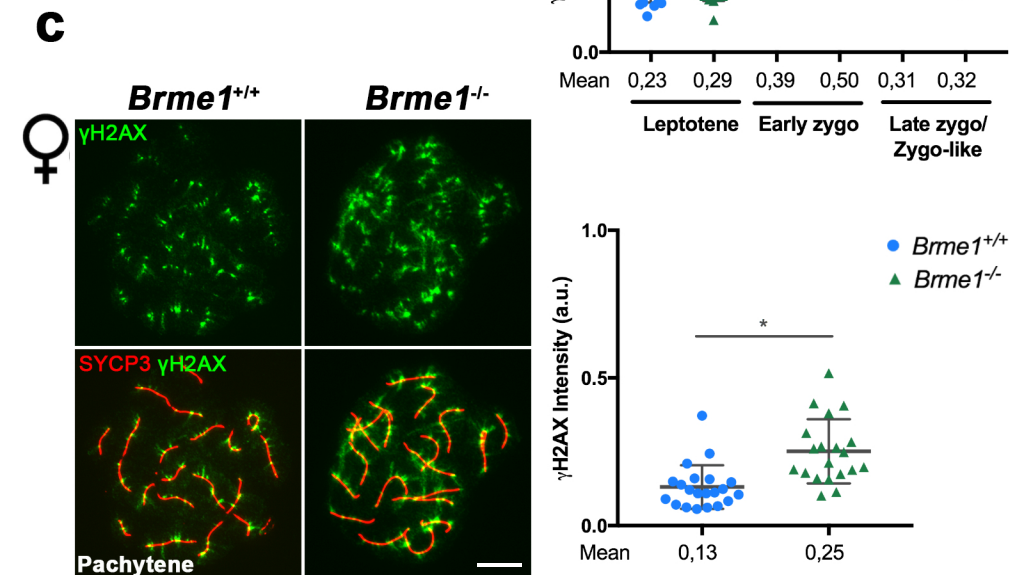 C
0.0
Mean 0,23 0,29 0,39 0,50 0,31 0,32
Leptotene Early zygo Late zygo/
Zygo-like
Brme1+/+ Brme1-/-
♀
γH2AX
SYCP3 γH2AX
Pachytene
1.0
0.5
0.0
γH2AX Intensity (a.u.)
*
Brme1+/+
Brme1-/-
Mean 0,13 0,25